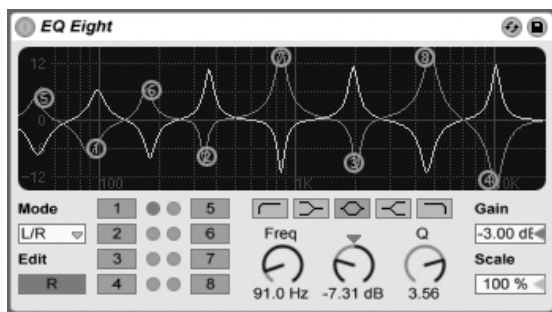 EQ Eight
12
0
-12
100
1K
10K
5
1
6
2
7
3
8
4
Mode
L/R
Edit
R
1
2
3
4
5
6
7
8
Freq
91.0 Hz
-7.31 dB
Q
3.56
Gain
-3.00 dE
Scale
100 %